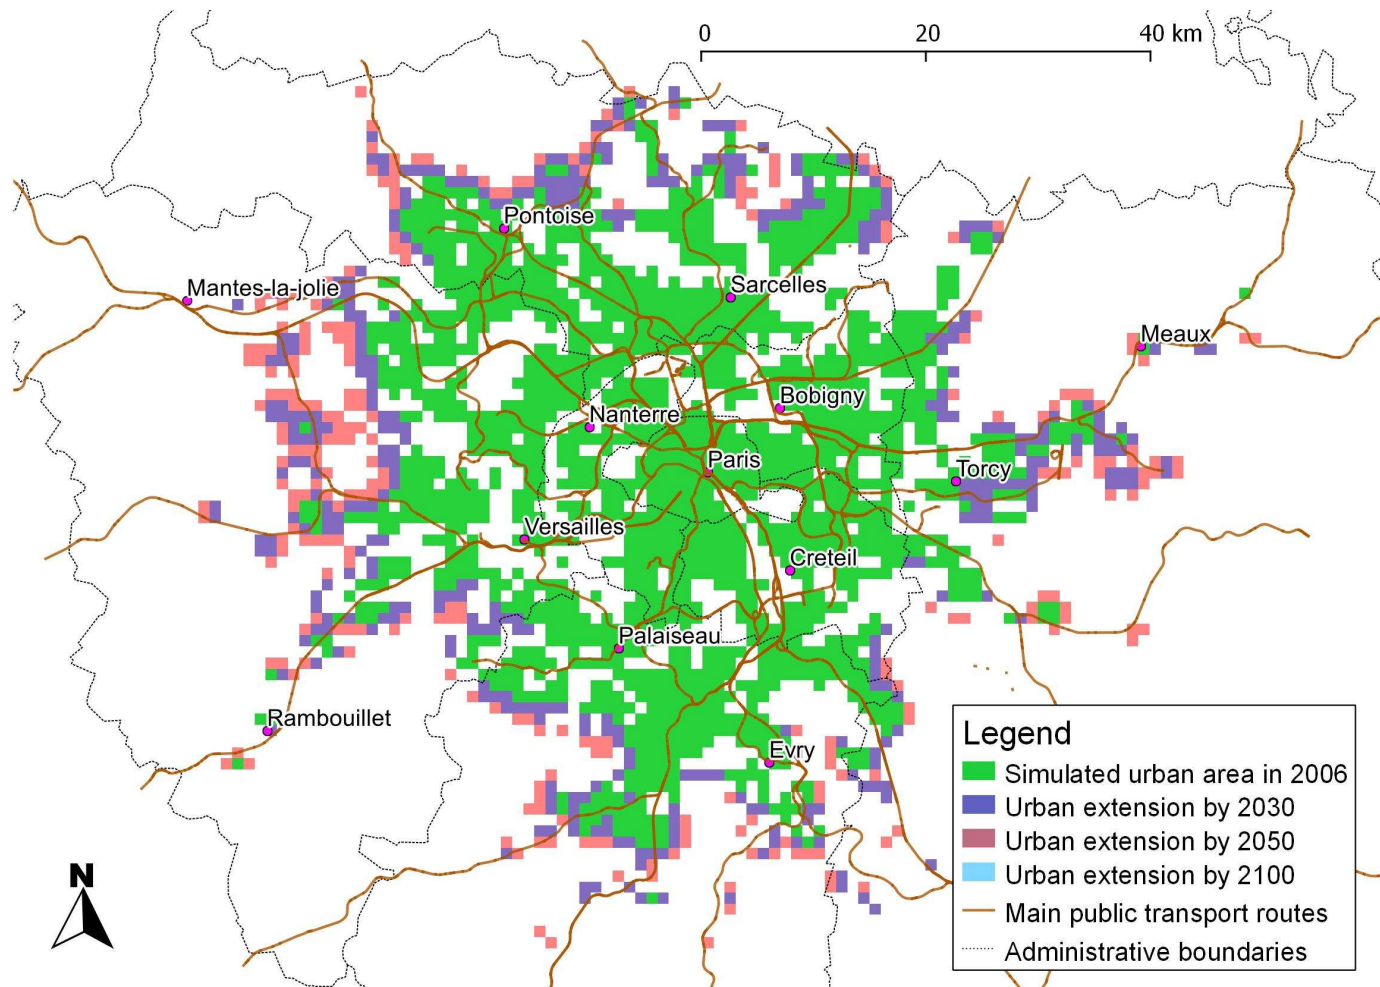 0 20 40 km
Pontoise
Mantes-la-jolie
Sarcelles
Meaux
Bobigny
Nanterre
Paris
Torcy
Versailles
Creteil
Palaiseau
Rambouillet
Evry
Legend
Simulated urban area in 2006
Urban extension by 2030
Urban extension by 2050
Urban extension by 2100
Main public transport routes
Administrative boundaries
N